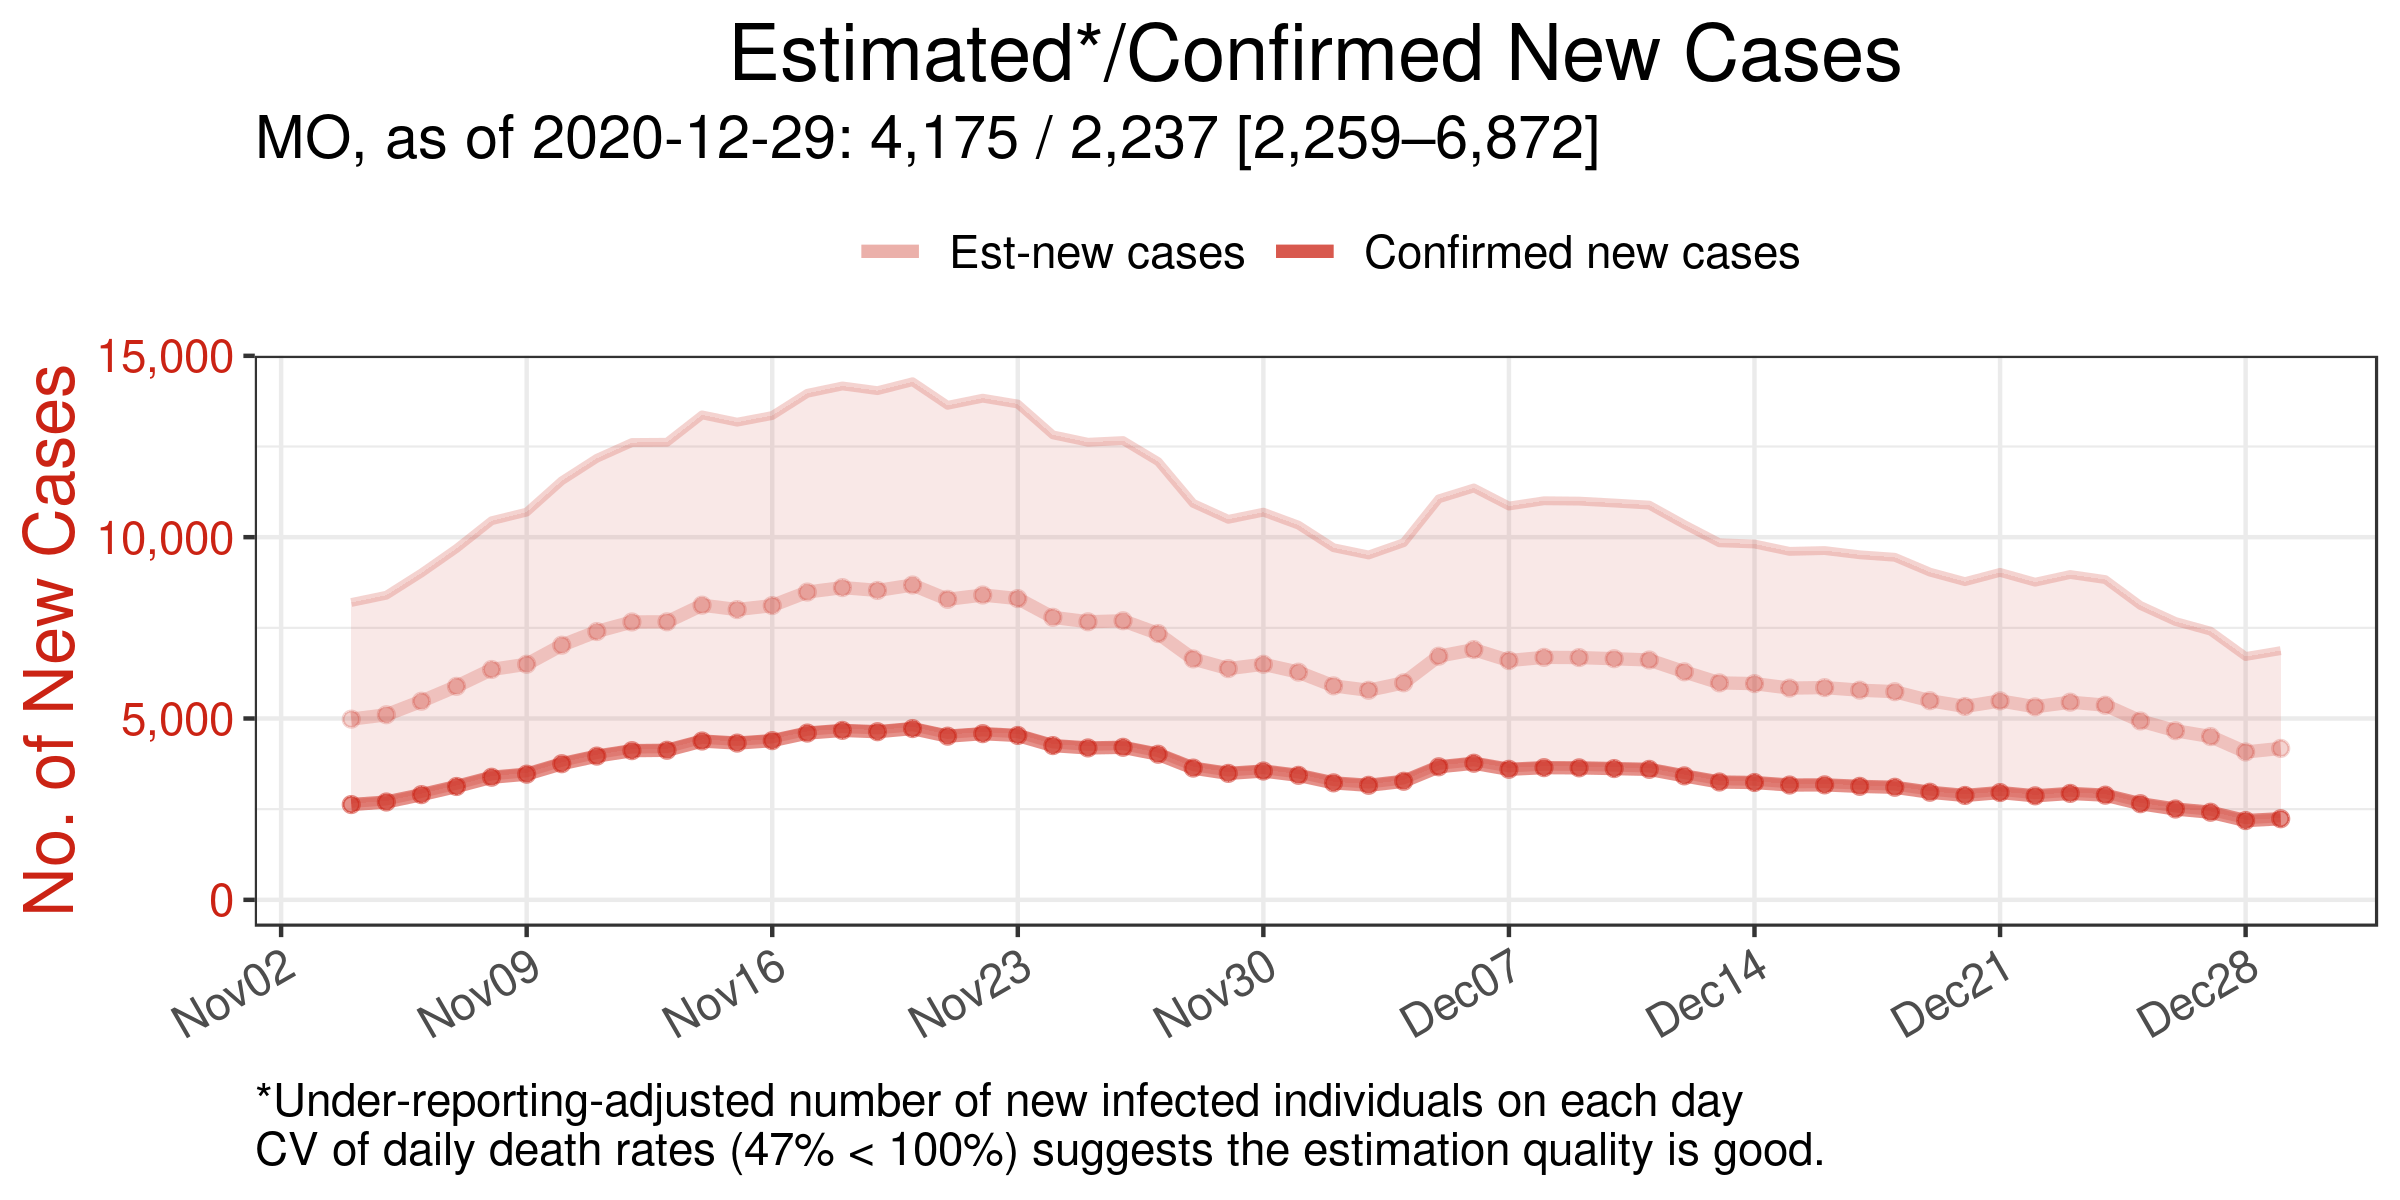 Estimated*/Confirmed New Cases
MO, as of 2020-12-29: 4,175 / 2,237 [2,259–6,872]
Est-new cases
Confirmed new cases
No. of New Cases
15,000
10,000
5,000
0
Nov02
Nov09
Nov16
Nov23
Nov30
Dec07
Dec14
Dec21
Dec28
*Under-reporting-adjusted number of new infected individuals on each day
CV of daily death rates (47% < 100%) suggests the estimation quality is good.